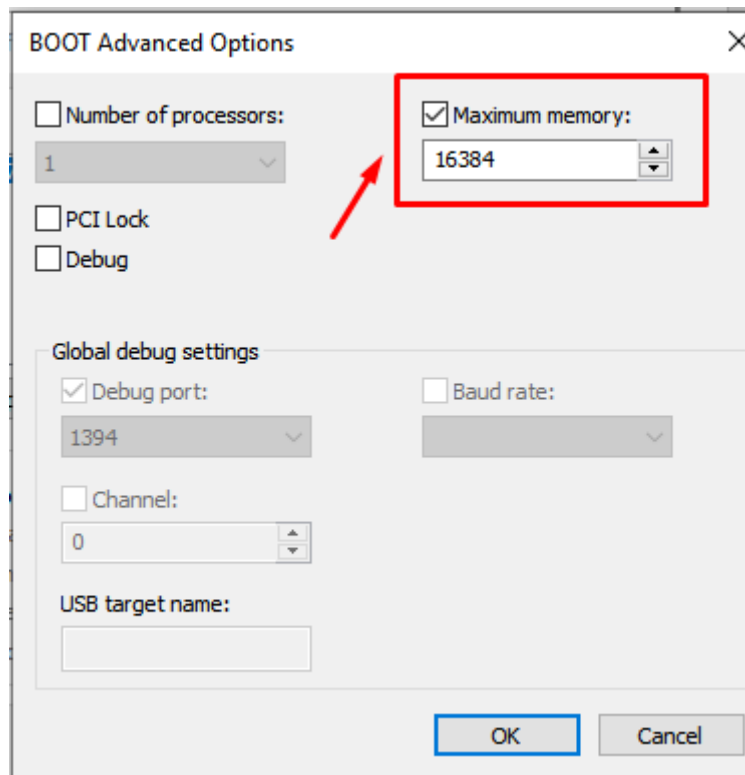 BOOT Advanced Options
Number of processors:
Maximum memory:
1
16384
PCI Lock
Debug
Global debug settings
Debug port:
Baud rate:
1394
Channel:
0
USB target name:
OK
Cancel